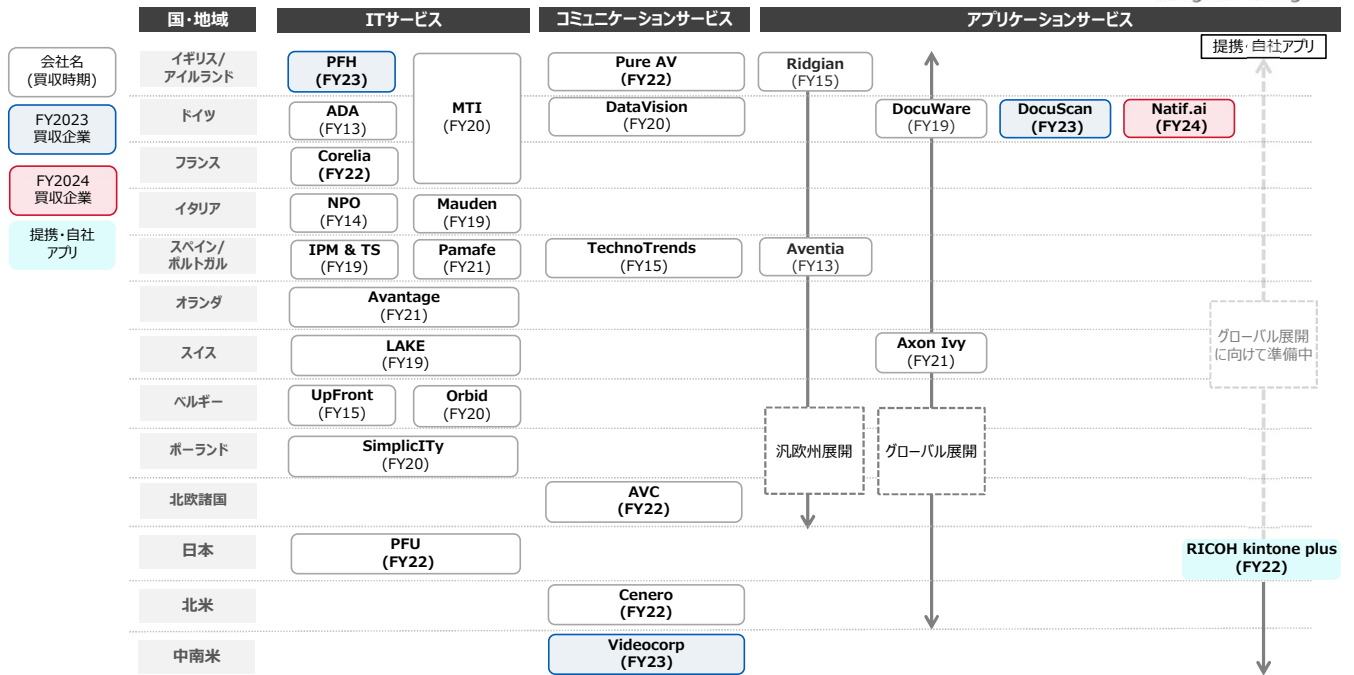 国・地域
ITサービス
コミュニケーションサービス
アプリケーションサービス
会社名
(買収時期)
FY2023
買収企業
FY2024
買収企業
提携・自社
アプリ
イギリス/
アイルランド
PFH
(FY23)
MTI
(FY20)
Pure AV
(FY22)
Ridgian
(FY15)
提携・自社アプリ
ドイツ
ADA
(FY13)
DataVision
(FY20)
DocuWare
(FY19)
DocuScan
(FY23)
Natif.ai
(FY24)
フランス
Corelia
(FY22)
イタリア
NPO
(FY14)
Mauden
(FY19)
スペイン/
ポルトガル
IPM & TS
(FY19)
Pamafe
(FY21)
TechnoTrends
(FY15)
Aventia
(FY13)
オランダ
Avantage
(FY21)
スイス
LAKE
(FY19)
Axon Ivy
(FY21)
グローバル展開
に向けて準備中
ベルギー
UpFront
(FY15)
Orbid
(FY20)
ポーランド
SimplicITy
(FY20)
汎欧州展開
グローバル展開
北欧諸国
AVC
(FY22)
日本
PFU
(FY22)
RICOH kintone plus
(FY22)
北米
Cenero
(FY22)
中南米
Videocorp
(FY23)